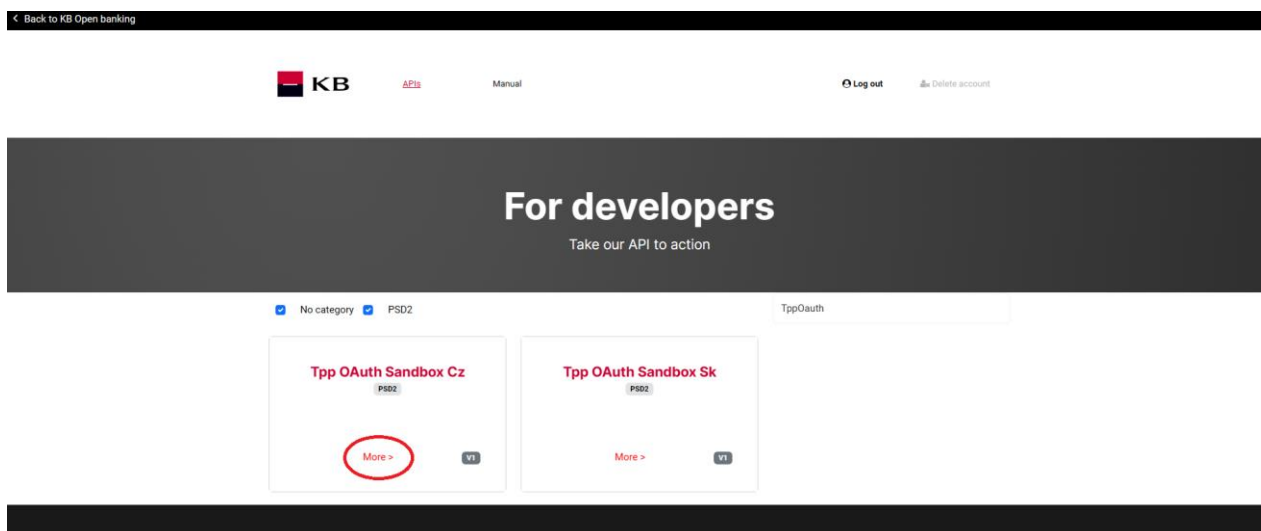 < Back to KB Open banking
KB APIs Manual Log out Delete account
For developers
Take our API to action
No category PSD2 TppOauth
Tpp OAuth Sandbox Cz Tpp OAuth Sandbox Sk
PSD2 PSD2
More > V1 More > V1